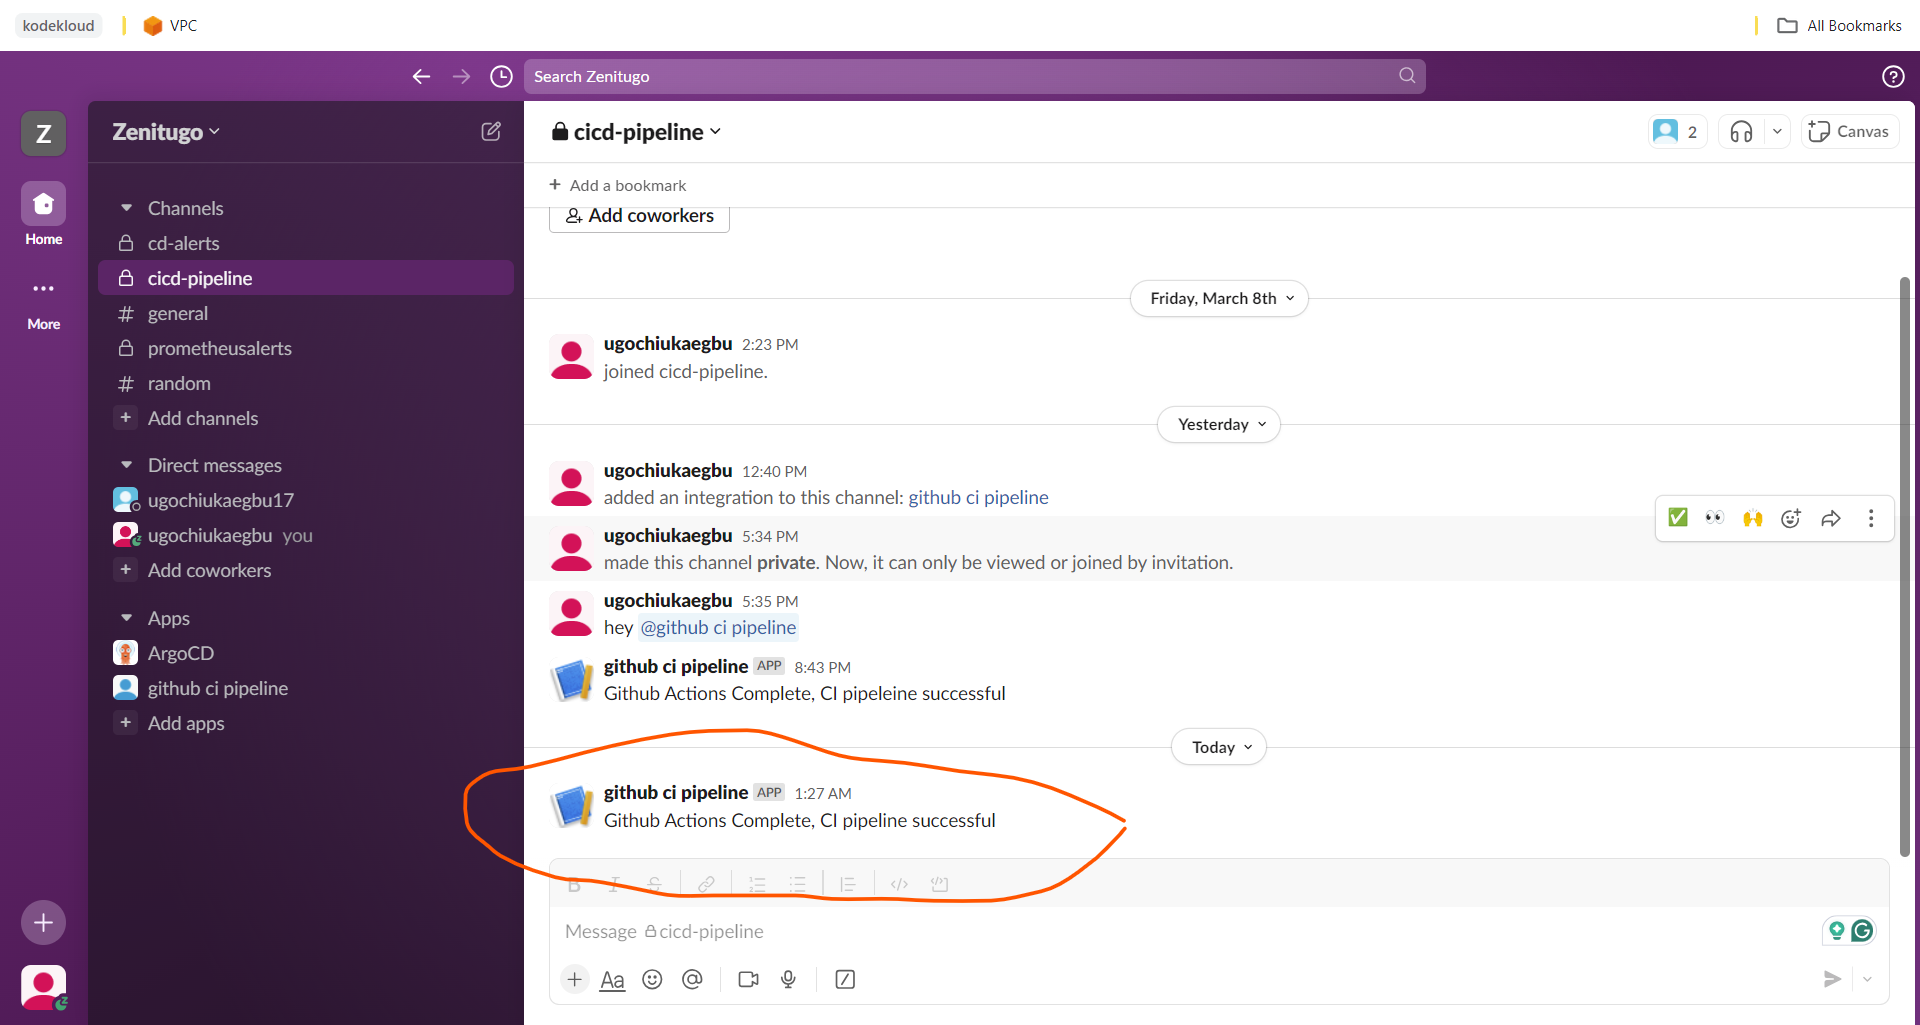 kodekloud
VPC
All Bookmarks
Search Zenitugo
Z
Zenitugo
cicd-pipeline
2
Canvas
Home
More
Add a bookmark
Add coworkers
Channels
cd-alerts
cicd-pipeline
general
prometheusalerts
random
Add channels
Direct messages
ugochiukaegbu17
ugochiukaegbu you
Add coworkers
Apps
ArgoCD
github ci pipeline
Add apps
Friday, March 8th
ugochiukaegbu 2:23 PM
joined cicd-pipeline.
Yesterday
ugochiukaegbu 12:40 PM
added an integration to this channel: github ci pipeline
ugochiukaegbu 5:34 PM
made this channel private. Now, it can only be viewed or joined by invitation.
ugochiukaegbu 5:35 PM
hey @github ci pipeline
github ci pipeline APP 8:43 PM
Github Actions Complete, CI pipeleine successful
Today
github ci pipeline APP 1:27 AM
Github Actions Complete, CI pipeline successful
Message cicd-pipeline
Aa